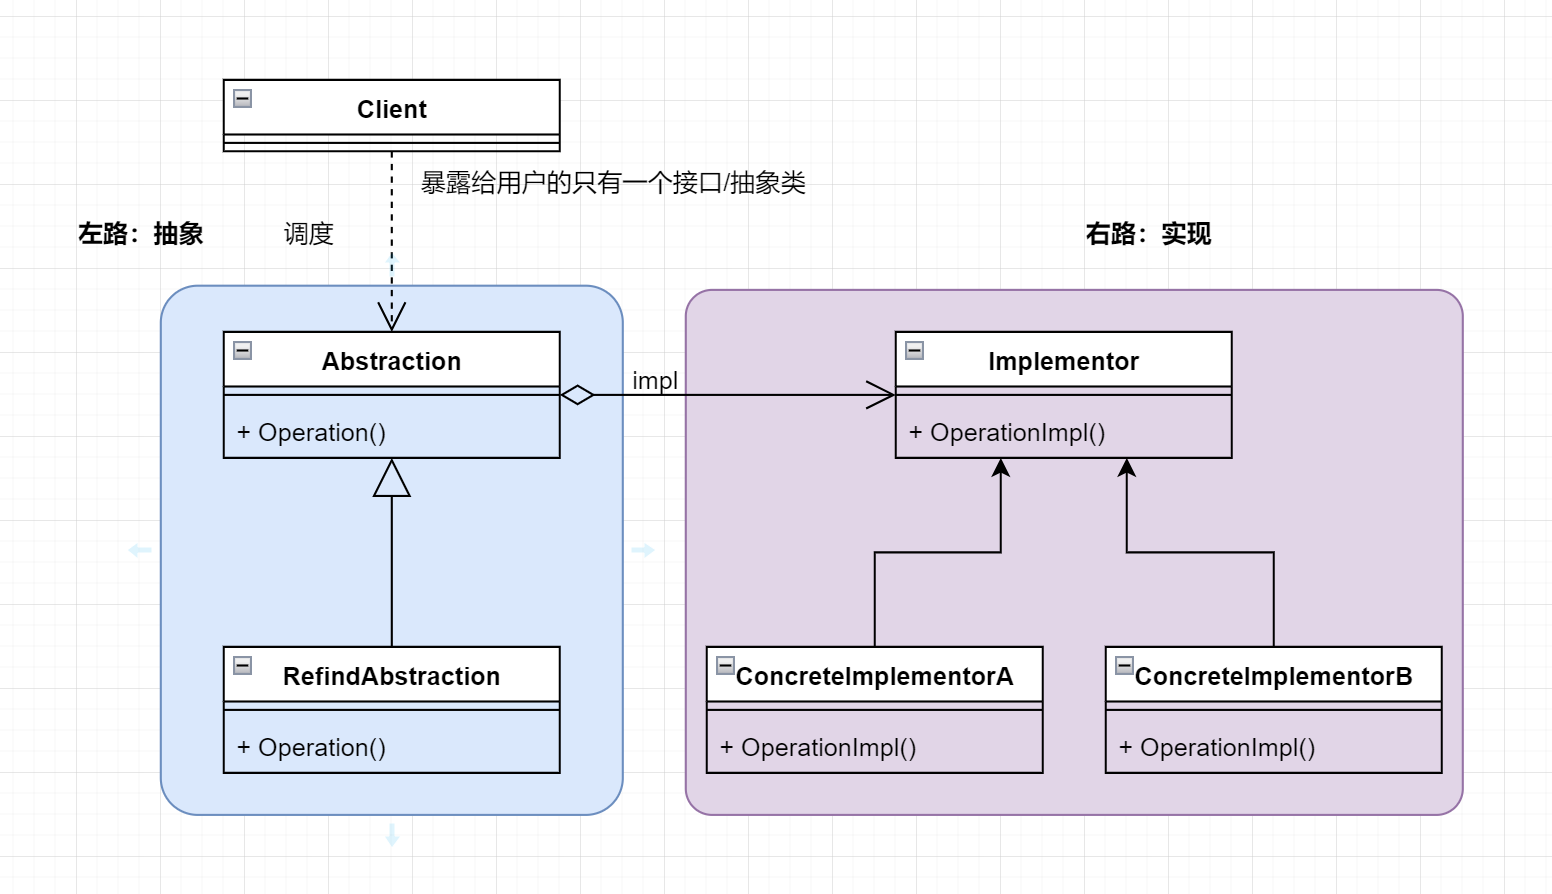 Client
暴露给用户的只有一个接口/抽象类
左路：抽象
调度
右路：实现
Abstraction
+ Operation()
impl
Implementor
+ OperationImpl()
RefindAbstraction
+ Operation()
ConcreteImplementorA
+ OperationImpl()
ConcreteImplementorB
+ OperationImpl()